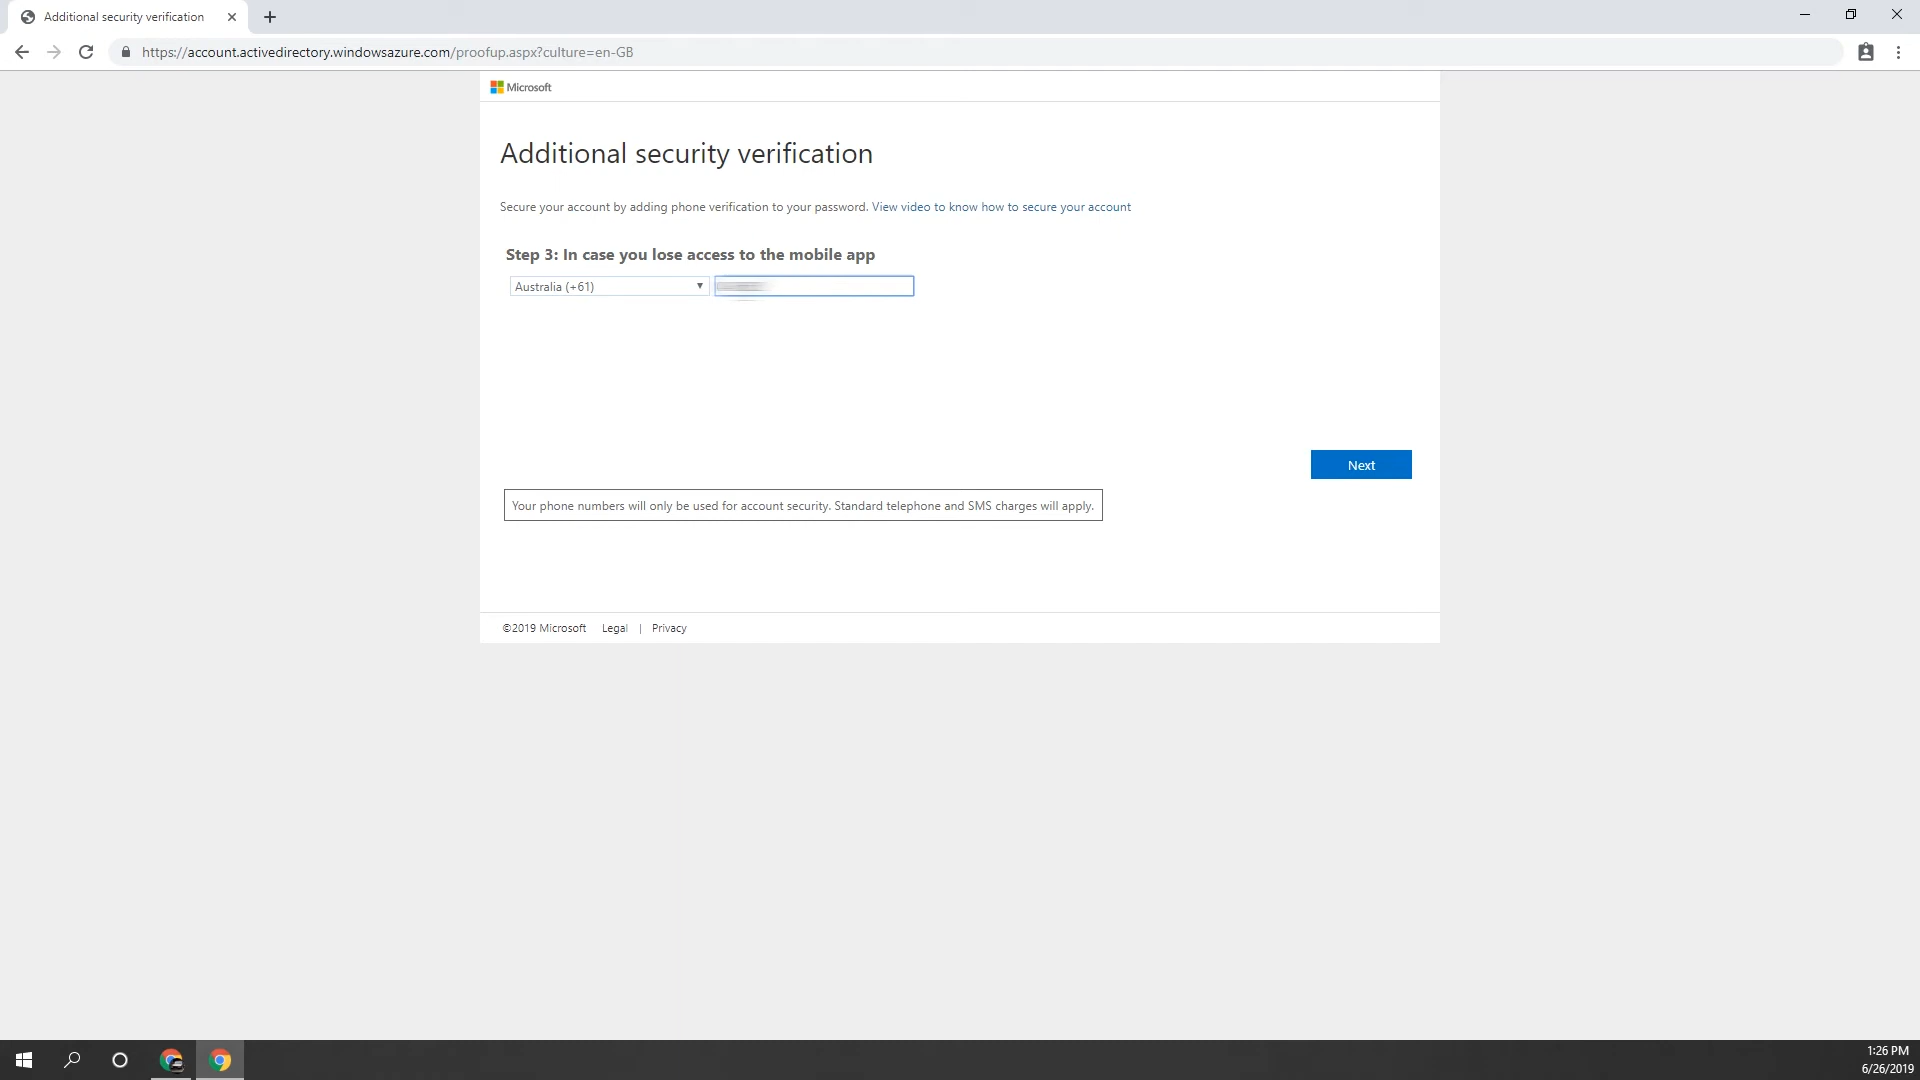 Additional security verification
https://account.activedirectory.windowsazure.com/proofup.aspx?culture=en-GB
Microsoft
Additional security verification
Secure your account by adding phone verification to your password. View video to know how to secure your account
Step 3: In case you lose access to the mobile app
Australia (+61)
Next
Your phone numbers will only be used for account security. Standard telephone and SMS charges will apply.
©2019 Microsoft Legal | Privacy
1:26 PM
6/26/2019